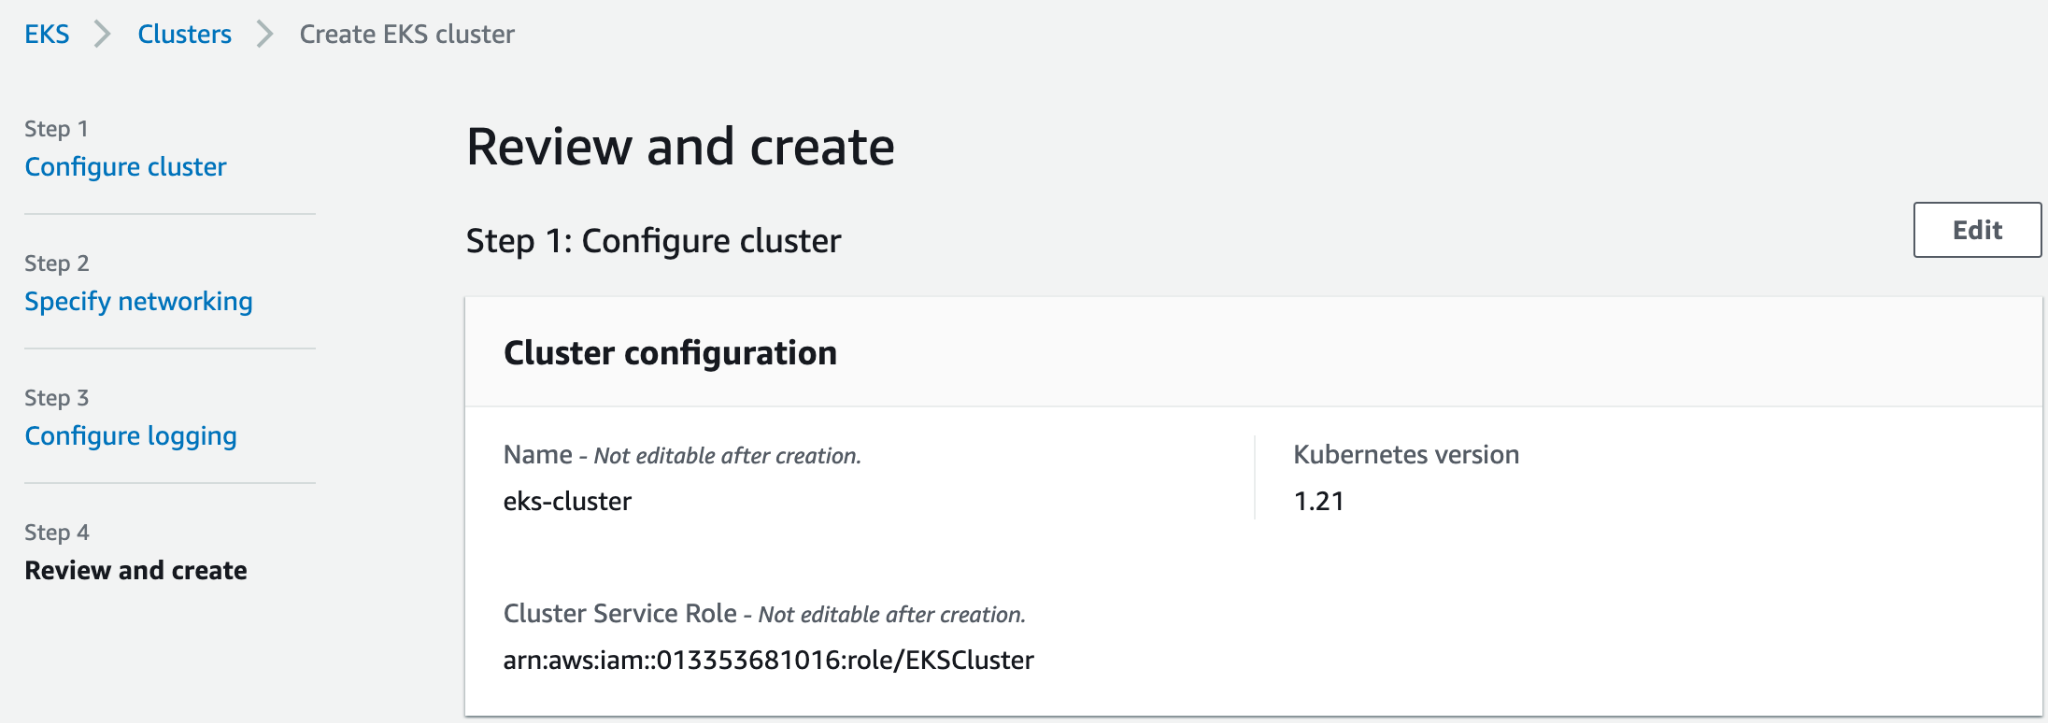 EKS > Clusters > Create EKS cluster
Step 1
Configure cluster
Step 2
Specify networking
Step 3
Configure logging
Step 4
Review and create
Review and create
Step 1: Configure cluster
Edit
Cluster configuration
Name - Not editable after creation.
eks-cluster
Kubernetes version
1.21
Cluster Service Role - Not editable after creation.
arn:aws:iam::013353681016:role/EKSCluster